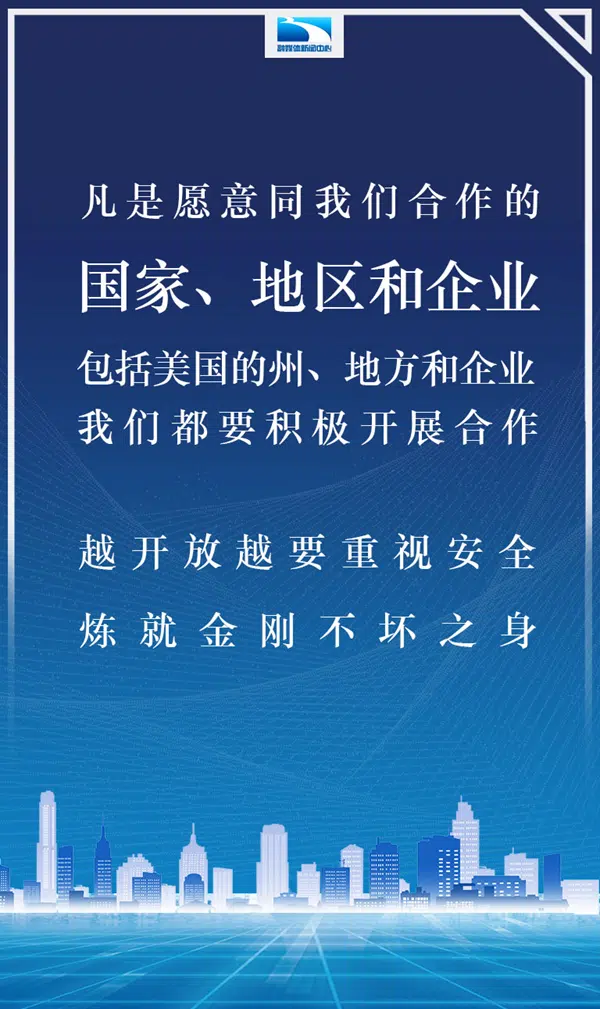 融媒体新闻中心
凡是愿意同我们合作的
国家、地区和企业
包括美国的州、地方和企业
我们都要积极开展合作
越开放越要重视安全
炼就金刚不坏之身